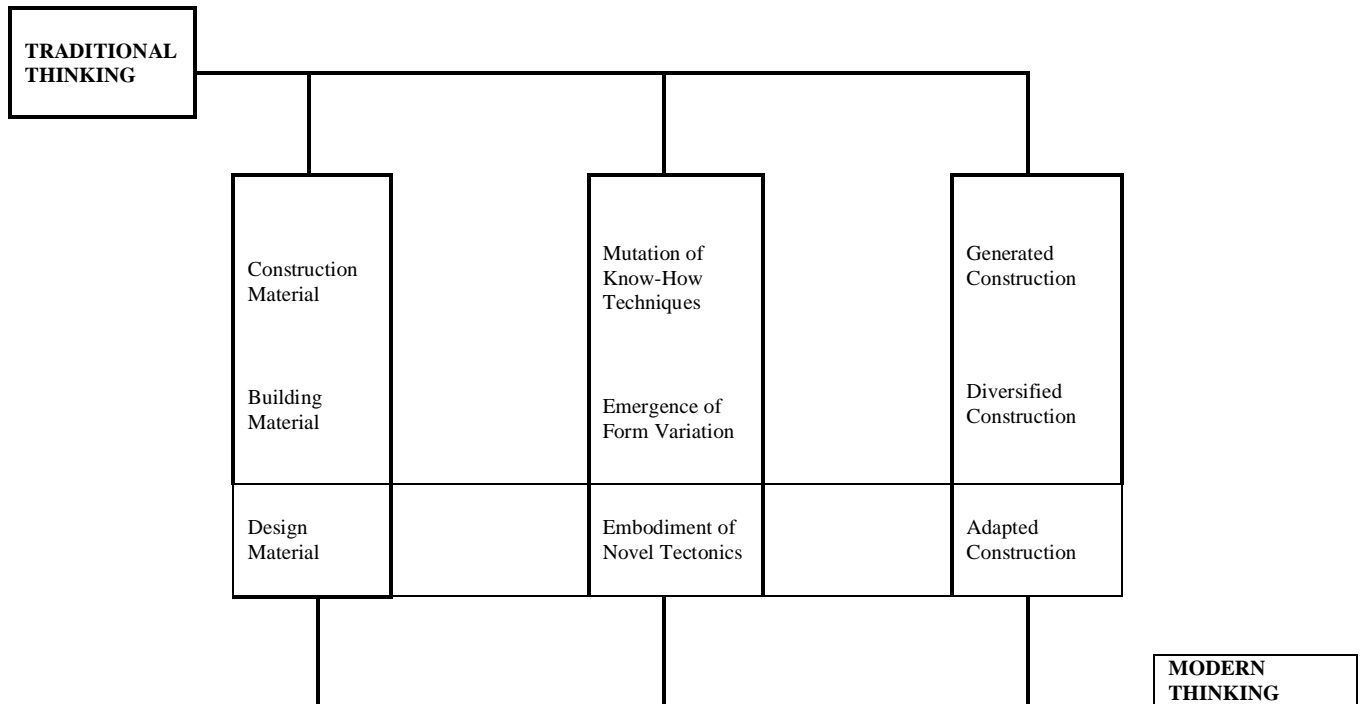 TRADITIONAL
THINKING
Construction
Material
Building
Material
Design
Material
Mutation of
Know-How
Techniques
Emergence of
Form Variation
Embodiment of
Novel Tectonics
Generated
Construction
Diversified
Construction
Adapted
Construction
MODERN
THINKING